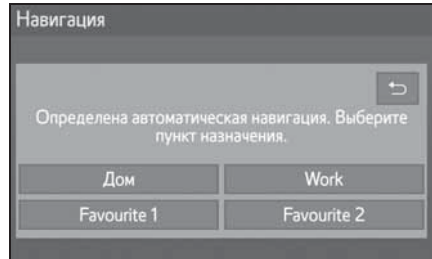 Навигация
Определена автоматическая навигация. Выберите
пункт назначения.
Дом
Work
Favourite 1
Favourite 2